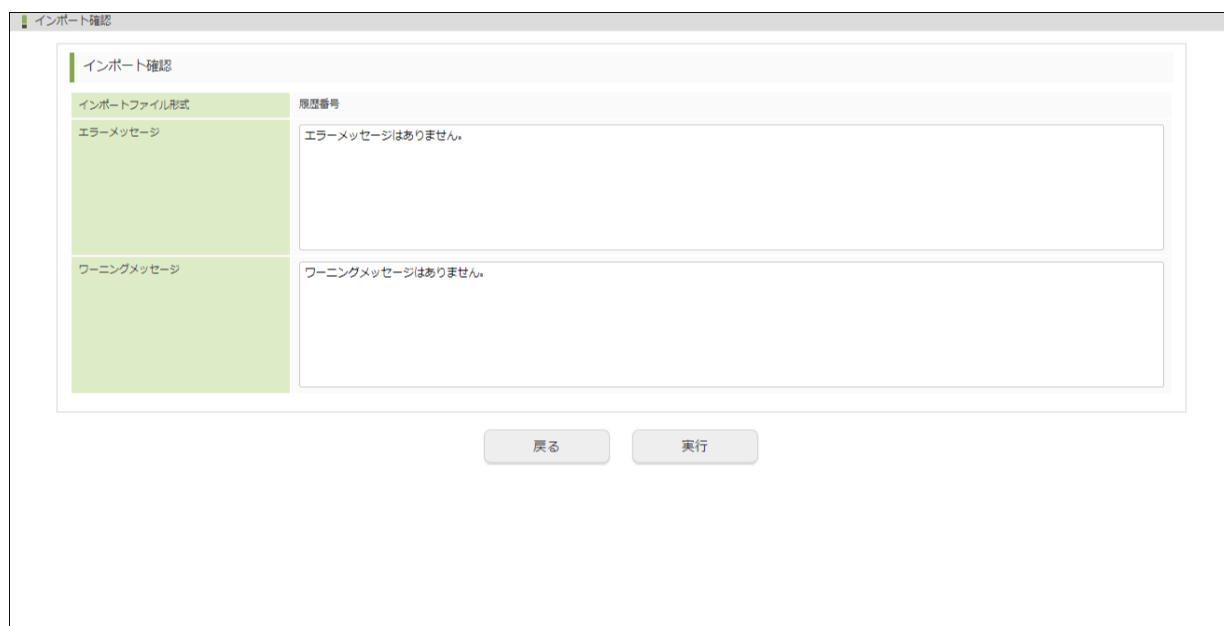 インポート確認
インポート確認
インポートファイル形式 履歴番号
エラーメッセージ エラーメッセージはありません。
ワーニングメッセージ ワーニングメッセージはありません。
戻る 実行